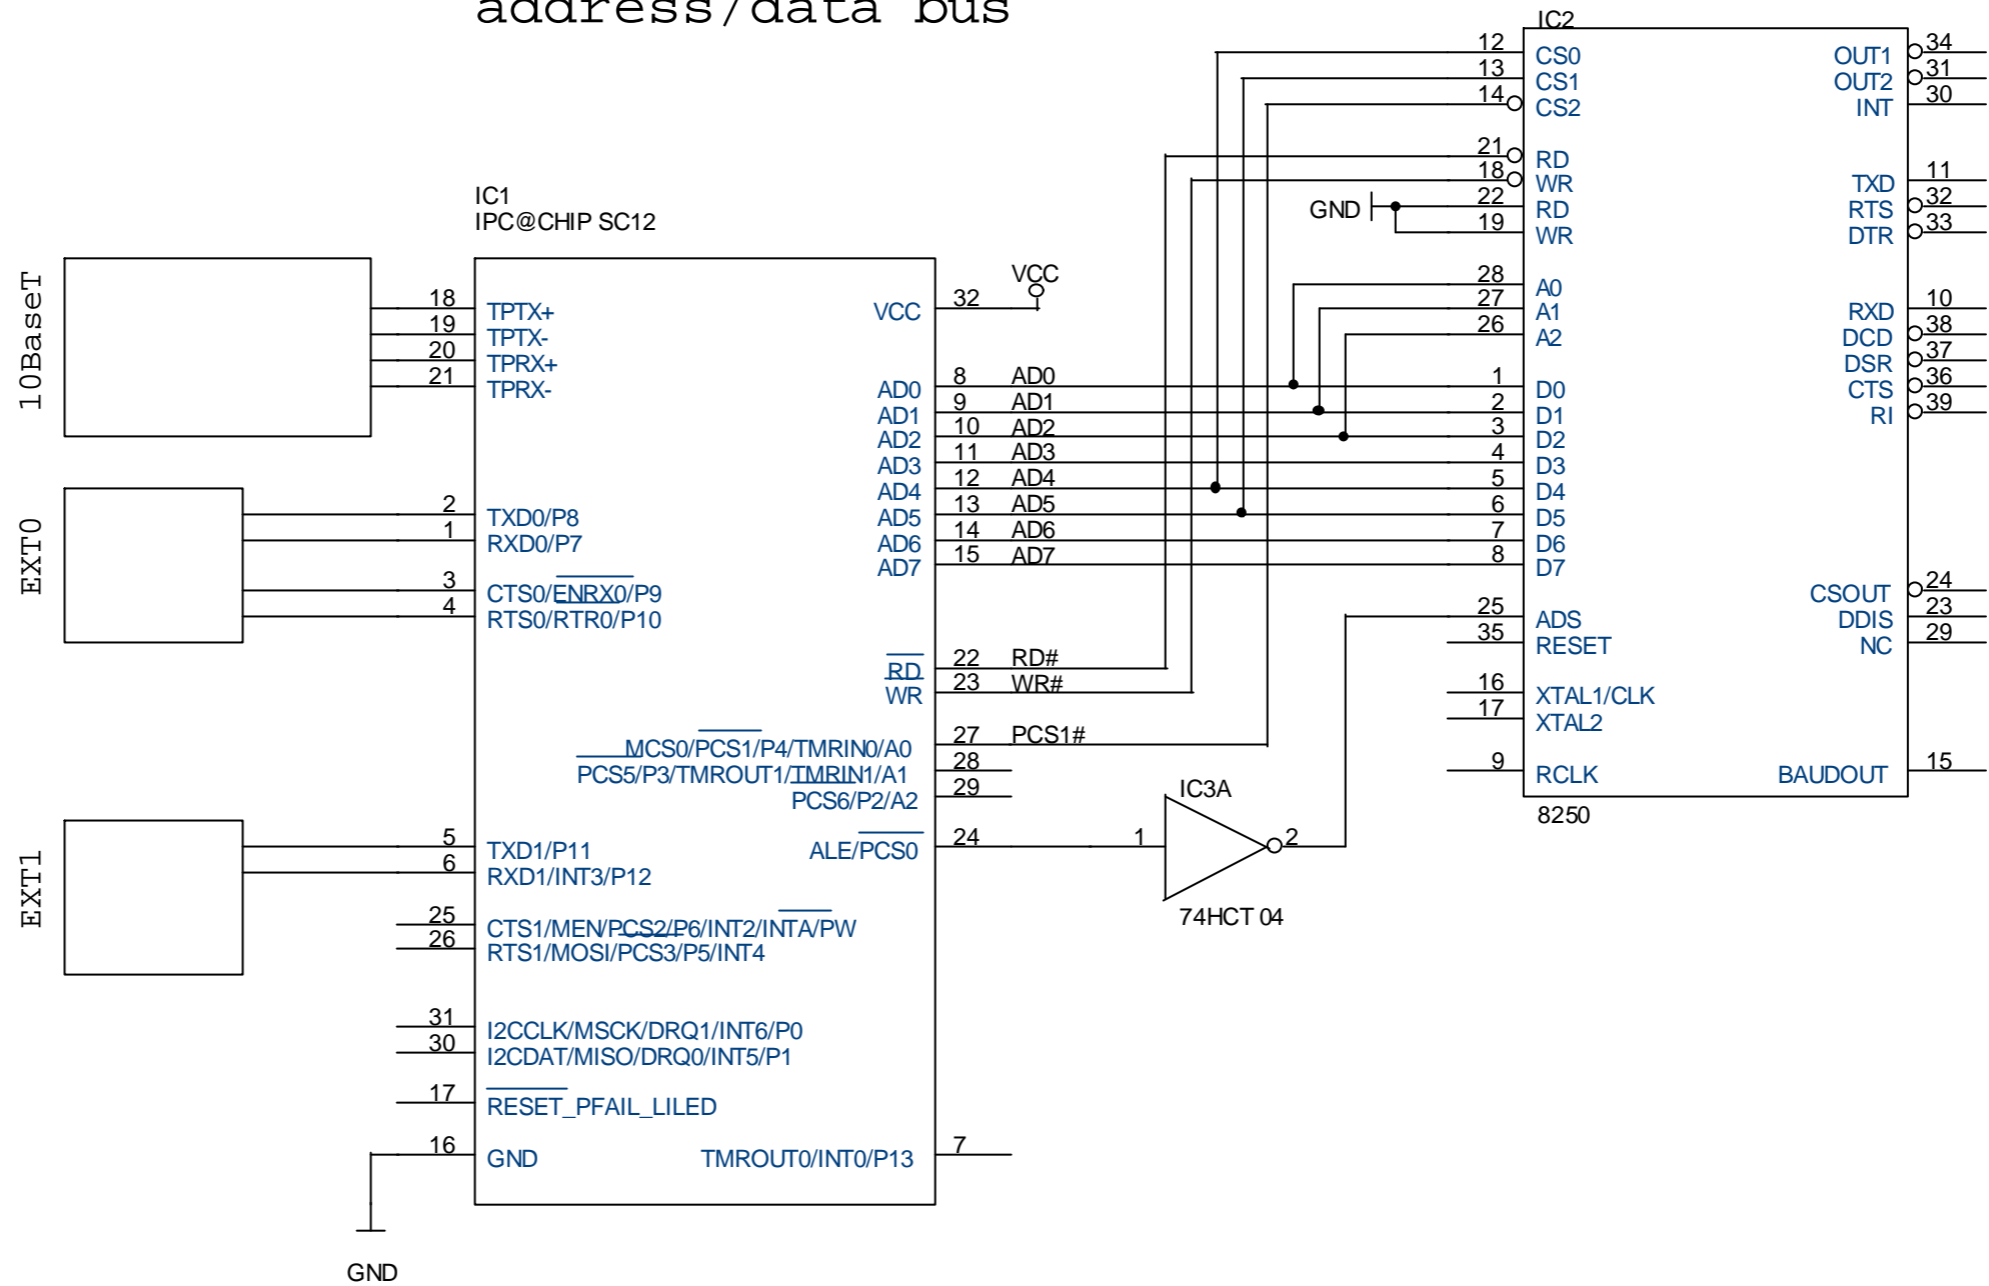 address/data bus
IC1
IPC@CHIP SC12
10BaseT
18 TPTX+
19 TPTX-
20 TPRX+
21 TPRX-
EXT0
2 TXD0/P8
1 RXD0/P7
3 CTS0/ENRX0/P9
4 RTS0/RTR0/P10
EXT1
5 TXD1/P11
6 RXD1/INT3/P12
25 CTS1/MEN/PCS2/P6/INT2/INTA/PW
26 RTS1/MOSI/PCS3/P5/INT4
31 I2CCLK/MSCK/DRQ1/INT6/P0
30 I2CDAT/MISO/DRQ0/INT5/P1
17 RESET_PFAIL_LILED
16 GND
GND
VCC
VCC 32
AD0 8 AD0
AD1 9 AD1
AD2 10 AD2
AD3 11 AD3
AD4 12 AD4
AD5 13 AD5
AD6 14 AD6
AD7 15 AD7
RD 22 RD#
WR 23 WR#
MCS0/PCS1/P4/TMRIN0/A0 27 PCS1#
PCS5/P3/TMROUT1/TMRIN1/A1 28
PCS6/P2/A2 29
ALE/PCS0 24
TMROUT0/INT0/P13 7
IC3A
1 2
74HCT 04
IC2
12 CS0
13 CS1
14 CS2
21 RD
18 WR
GND 22 RD
19 WR
28 A0
27 A1
26 A2
1 D0
2 D1
3 D2
4 D3
5 D4
6 D5
7 D6
8 D7
25 ADS
35 RESET
16 XTAL1/CLK
17 XTAL2
9 RCLK
OUT1 34
OUT2 31
INT 30
TXD 11
RTS 32
DTR 33
RXD 10
DCD 38
DSR 37
CTS 36
RI 39
CSOUT 24
DDIS 23
NC 29
BAUDOUT 15
8250